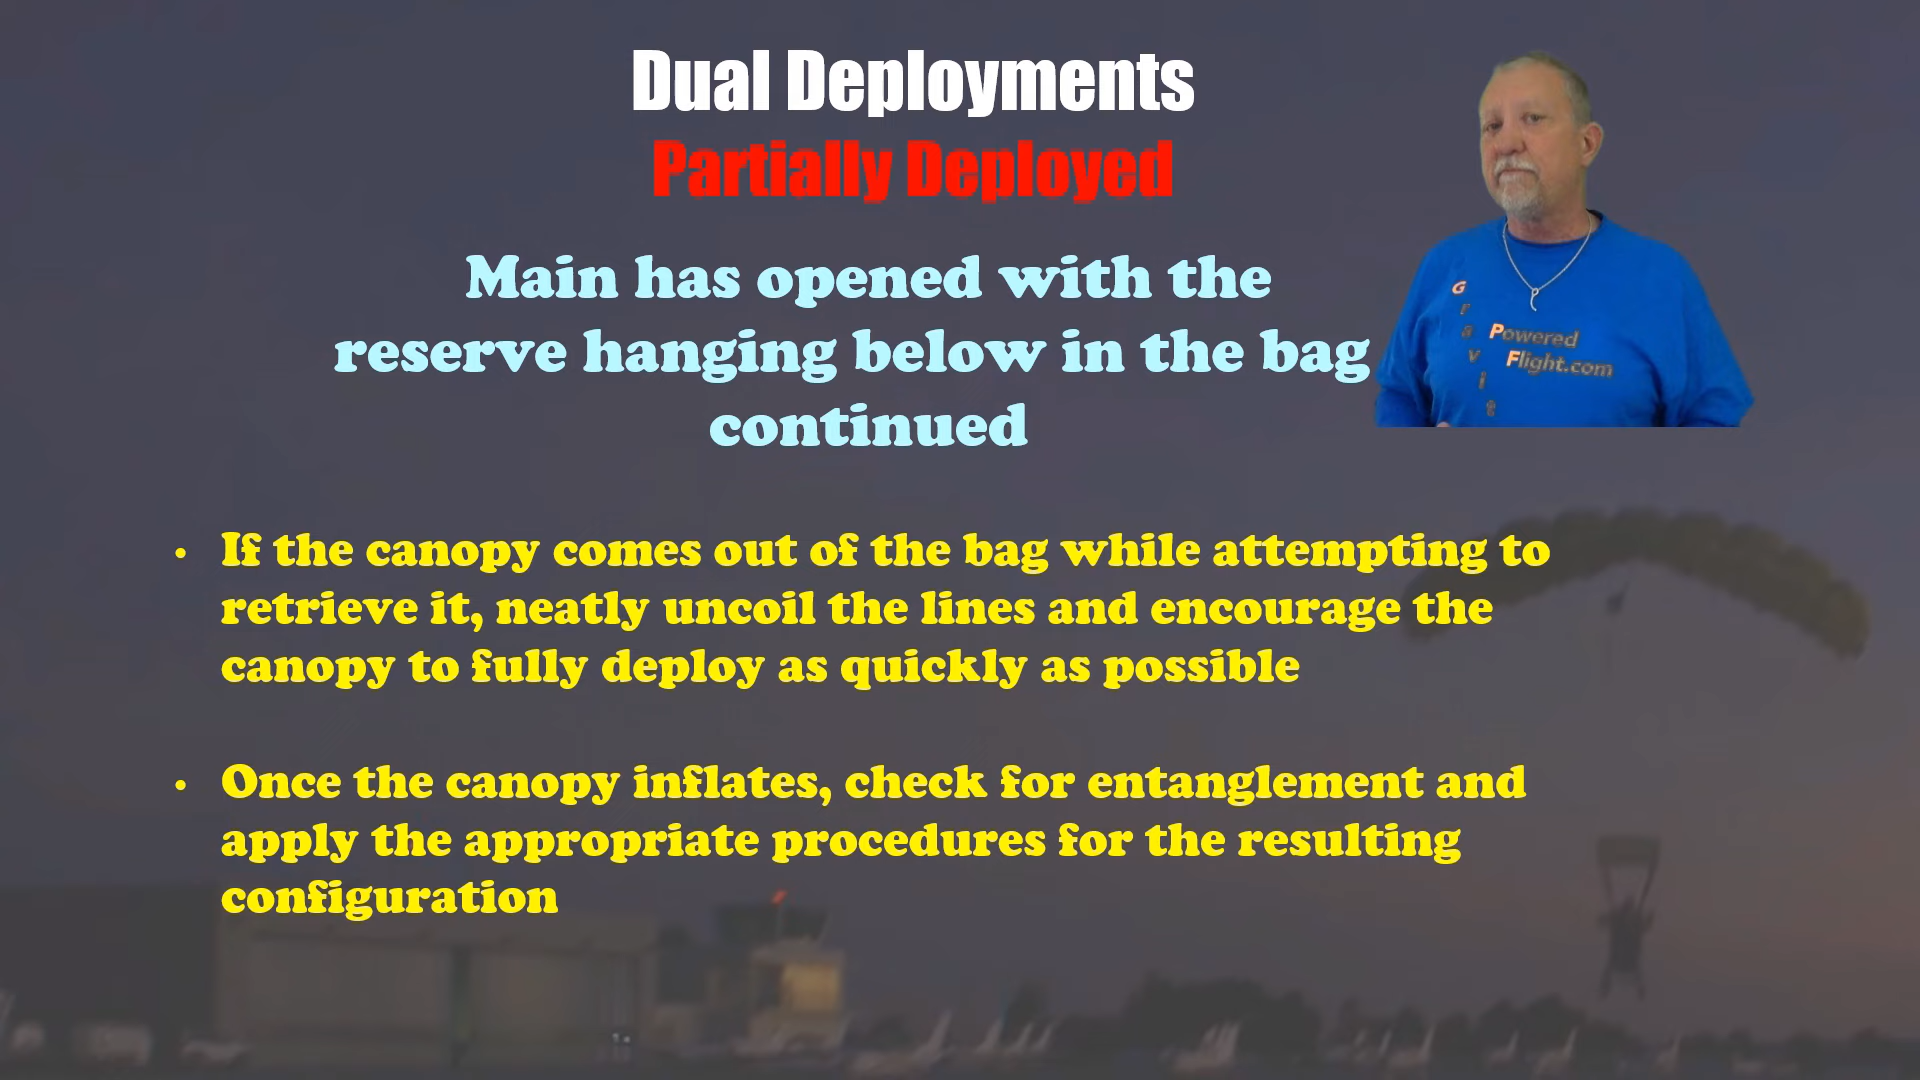 Dual Deployments
Partially Deployed
Main has opened with the
reserve hanging below in the bag
continued
Gravit
Powered
Flight.com
• If the canopy comes out of the bag while attempting to
retrieve it, neatly uncoil the lines and encourage the
canopy to fully deploy as quickly as possible
• Once the canopy inflates, check for entanglement and
apply the appropriate procedures for the resulting
configuration